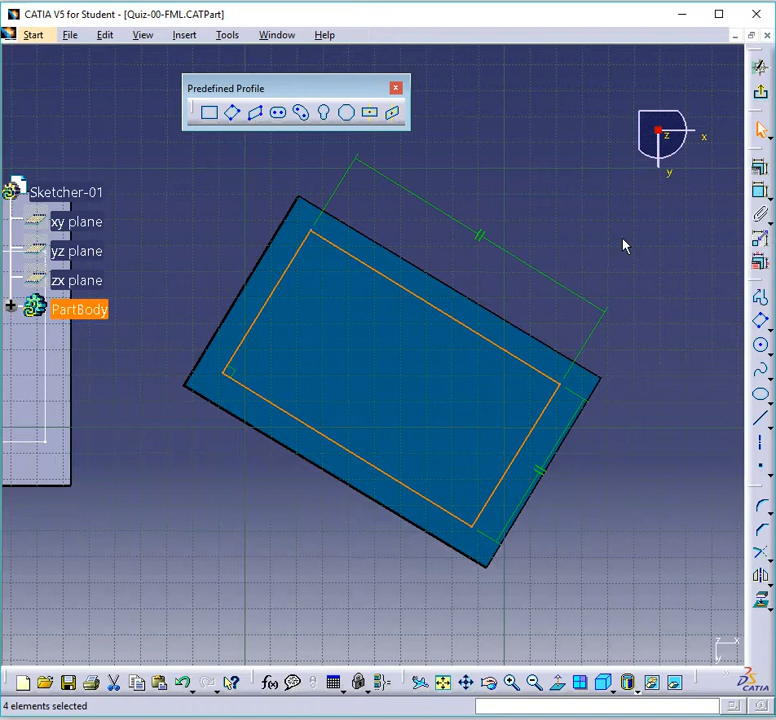 CATIA V5 for Student - [Quiz-00-FML.CATPart]
Start File Edit View Insert Tools Window Help
Predefined Profile
x
z
y
Sketcher-01
xy plane
yz plane
zx plane
PartBody
z x
y
f(x)
CATIA
4 elements selected